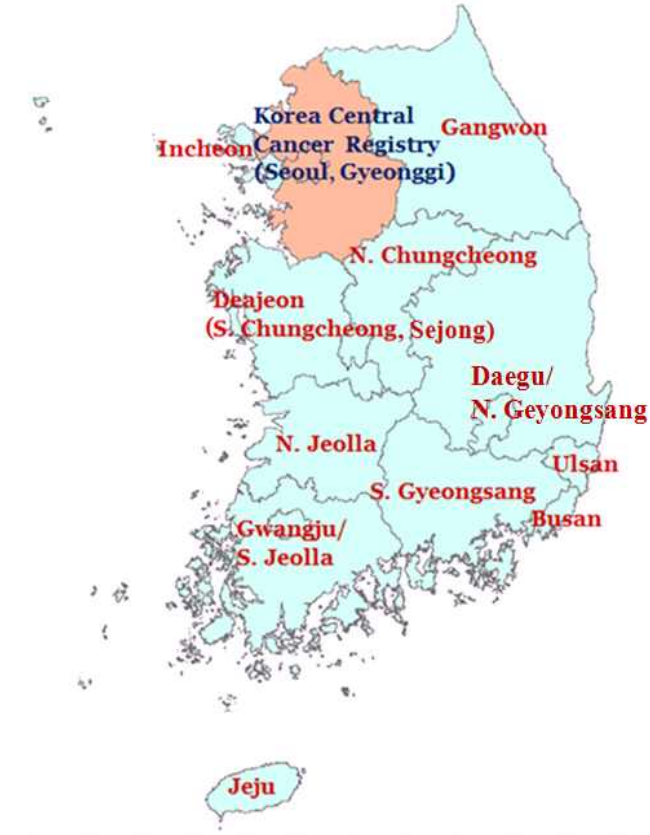 Korea Central
Gangwon
Incheon
Cancer Registry
(Seoul, Gyeonggi)
N. Chungcheong
Deajeon
(S. Chungcheong, Sejong)
Daegu/
N. Geyongsang
N. Jeolla
Ulsan
S. Gyeongsang
Busan
Gwangju/
S. Jeolla
Jeju